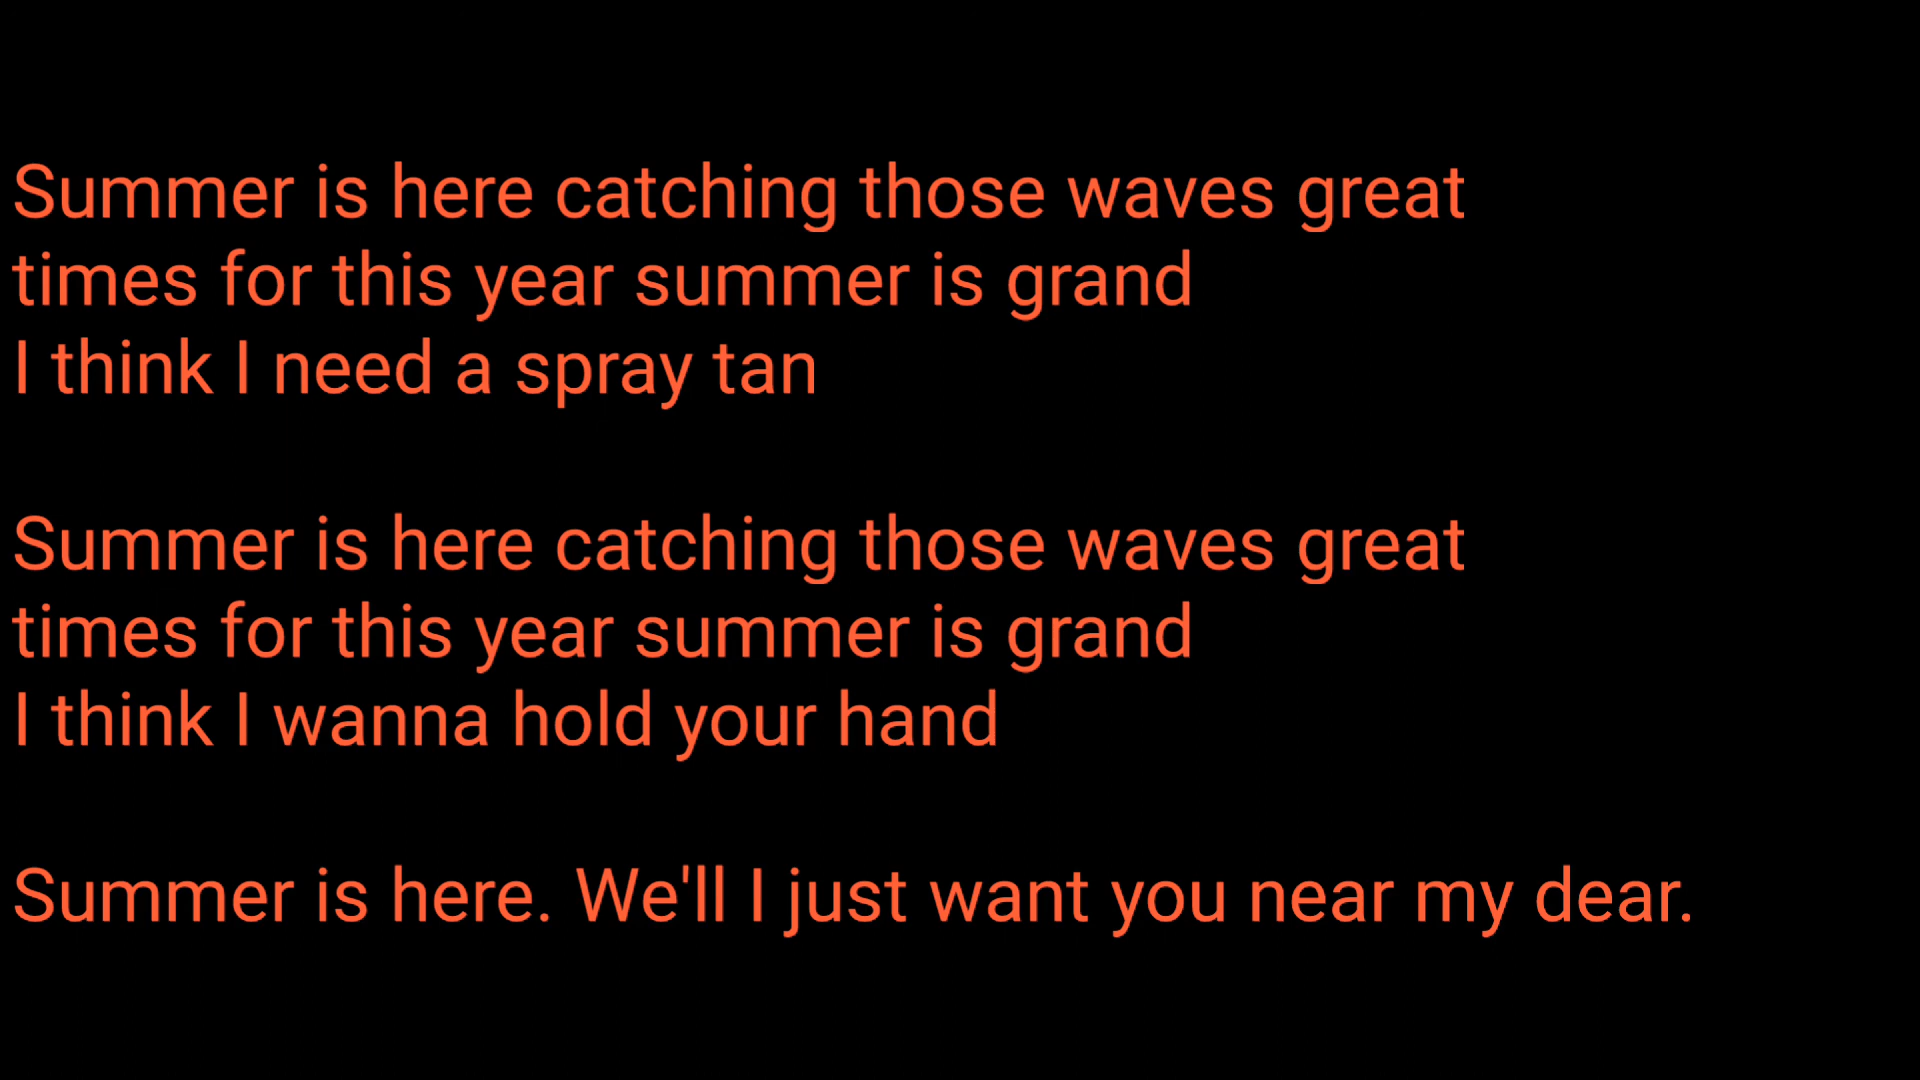 Summer is here catching those waves great
times for this year summer is grand
I think I need a spray tan
Summer is here catching those waves great
times for this year summer is grand
I think I wanna hold your hand
Summer is here. We'll I just want you near my dear.